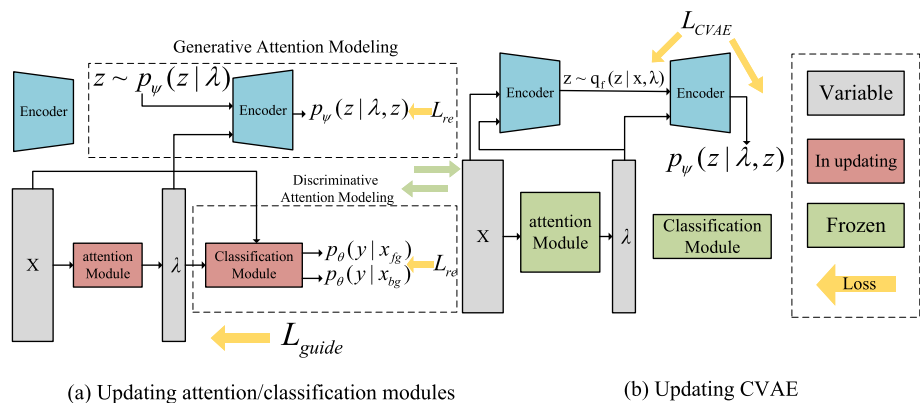 Generative Attention Modeling
Encoder
z ~ p_ψ(z | λ)
Encoder
p_ψ(z | λ, z)
L_re
Discriminative
Attention Modeling
X
attention
Module
λ
Classification
Module
p_θ(y | x_fg)
p_θ(y | x_bg)
L_re
L_guide
(a) Updating attention/classification modules
L_CVAE
Encoder
z ~ q_f(z | x, λ)
Encoder
p_ψ(z | λ, z)
X
attention
Module
λ
Classification
Module
(b) Updating CVAE
Variable
In updating
Frozen
Loss